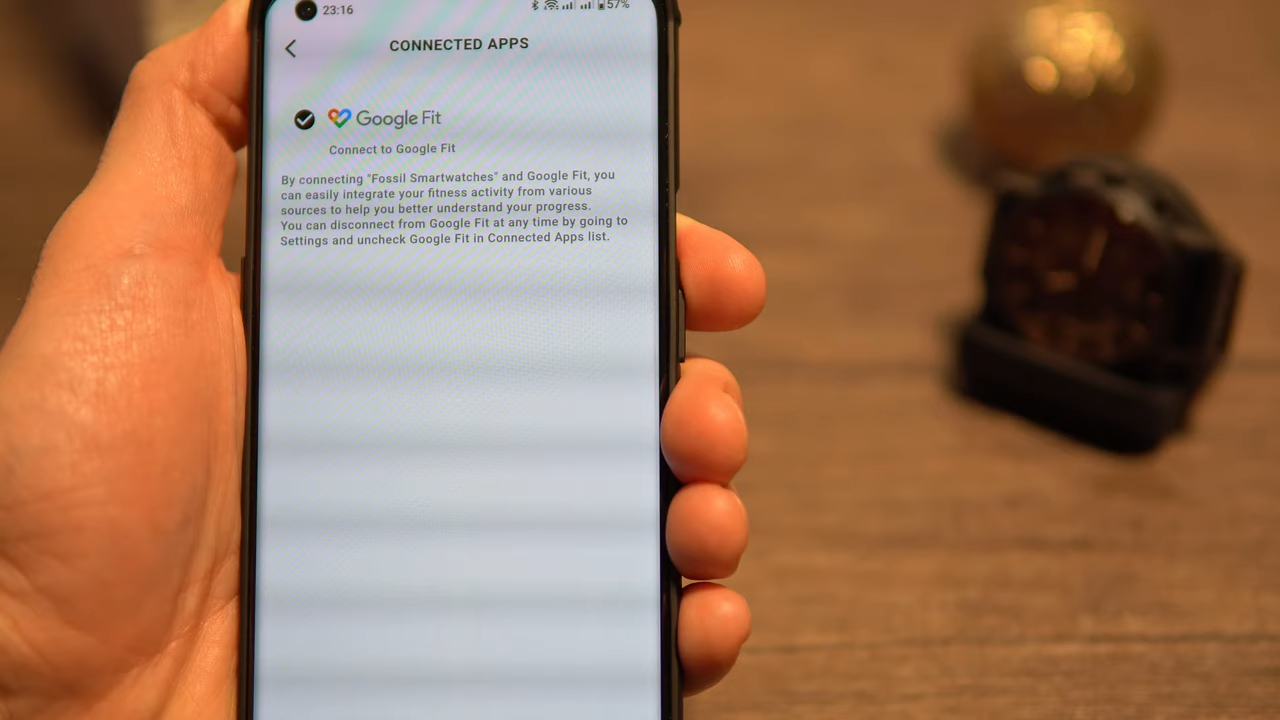 23:16 57%
CONNECTED APPS
Google Fit
Connect to Google Fit
By connecting "Fossil Smartwatches" and Google Fit, you
can easily integrate your fitness activity from various
sources to help you better understand your progress.
You can disconnect from Google Fit at any time by going to
Settings and uncheck Google Fit in Connected Apps list.